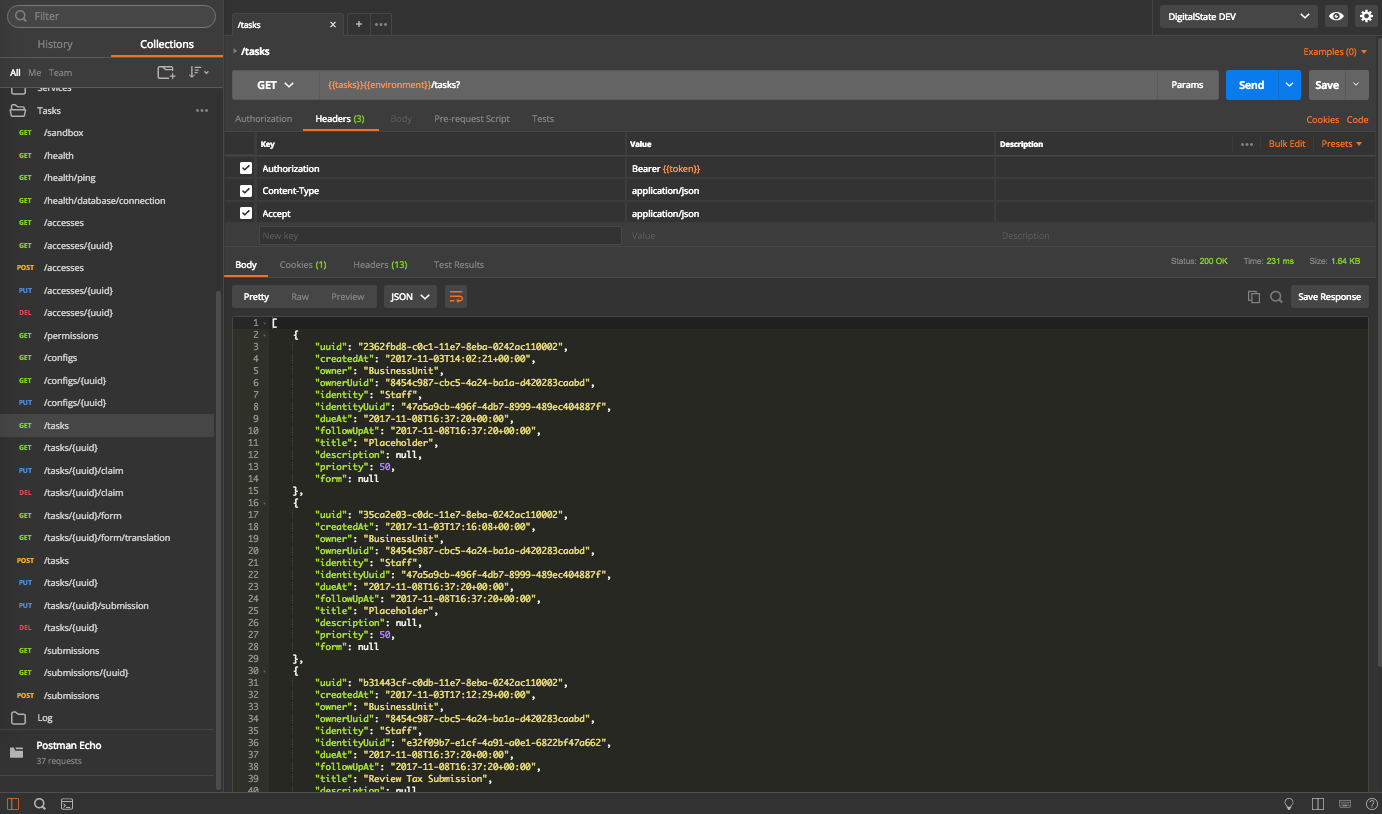 Filter
History Collections
All Me Team
Services
Tasks
GET /sandbox
GET /health
GET /health/ping
GET /health/database/connection
GET /accesses
GET /accesses/{uuid}
POST /accesses
PUT /accesses/{uuid}
DEL /accesses/{uuid}
GET /permissions
GET /configs
GET /configs/{uuid}
PUT /configs/{uuid}
GET /tasks
GET /tasks/{uuid}
PUT /tasks/{uuid}/claim
DEL /tasks/{uuid}/claim
GET /tasks/{uuid}/form
GET /tasks/{uuid}/form/translation
POST /tasks
PUT /tasks/{uuid}
PUT /tasks/{uuid}/submission
DEL /tasks/{uuid}
GET /submissions
GET /submissions/{uuid}
POST /submissions
Log
Postman Echo
37 requests
/tasks
DigitalState DEV
/tasks
Examples (0)
GET {{tasks}}{{environment}}/tasks? Params Send Save
Authorization Headers (3) Body Pre-request Script Tests Cookies Code
Key Value Description Bulk Edit Presets
Authorization Bearer {{token}}
Content-Type application/json
Accept application/json
New key Value Description
Body Cookies (1) Headers (13) Test Results Status: 200 OK Time: 231 ms Size: 1.64 KB
Pretty Raw Preview JSON Save Response
1 [
2 {
3 "uuid": "2362fbd8-c0c1-11e7-8eba-0242ac110002",
4 "createdAt": "2017-11-03T14:02:21+00:00",
5 "owner": "BusinessUnit",
6 "ownerUuid": "8454c987-cbc5-4a24-ba1a-d420283caabd",
7 "identity": "Staff",
8 "identityUuid": "47a5a9cb-496f-4db7-8999-489ec404887f",
9 "dueAt": "2017-11-08T16:37:20+00:00",
10 "followUpAt": "2017-11-08T16:37:20+00:00",
11 "title": "Placeholder",
12 "description": null,
13 "priority": 50,
14 "form": null
15 },
16 {
17 "uuid": "35ca2e03-c0dc-11e7-8eba-0242ac110002",
18 "createdAt": "2017-11-03T17:16:08+00:00",
19 "owner": "BusinessUnit",
20 "ownerUuid": "8454c987-cbc5-4a24-ba1a-d420283caabd",
21 "identity": "Staff",
22 "identityUuid": "47a5a9cb-496f-4db7-8999-489ec404887f",
23 "dueAt": "2017-11-08T16:37:20+00:00",
24 "followUpAt": "2017-11-08T16:37:20+00:00",
25 "title": "Placeholder",
26 "description": null,
27 "priority": 50,
28 "form": null
29 },
30 {
31 "uuid": "b31443cf-c0db-11e7-8eba-0242ac110002",
32 "createdAt": "2017-11-03T17:12:29+00:00",
33 "owner": "BusinessUnit",
34 "ownerUuid": "8454c987-cbc5-4a24-ba1a-d420283caabd",
35 "identity": "Staff",
36 "identityUuid": "e32f09b7-e1cf-4a91-a0e1-6822bf47a662",
37 "dueAt": "2017-11-08T16:37:20+00:00",
38 "followUpAt": "2017-11-08T16:37:20+00:00",
39 "title": "Review Tax Submission",
40 "description": null,